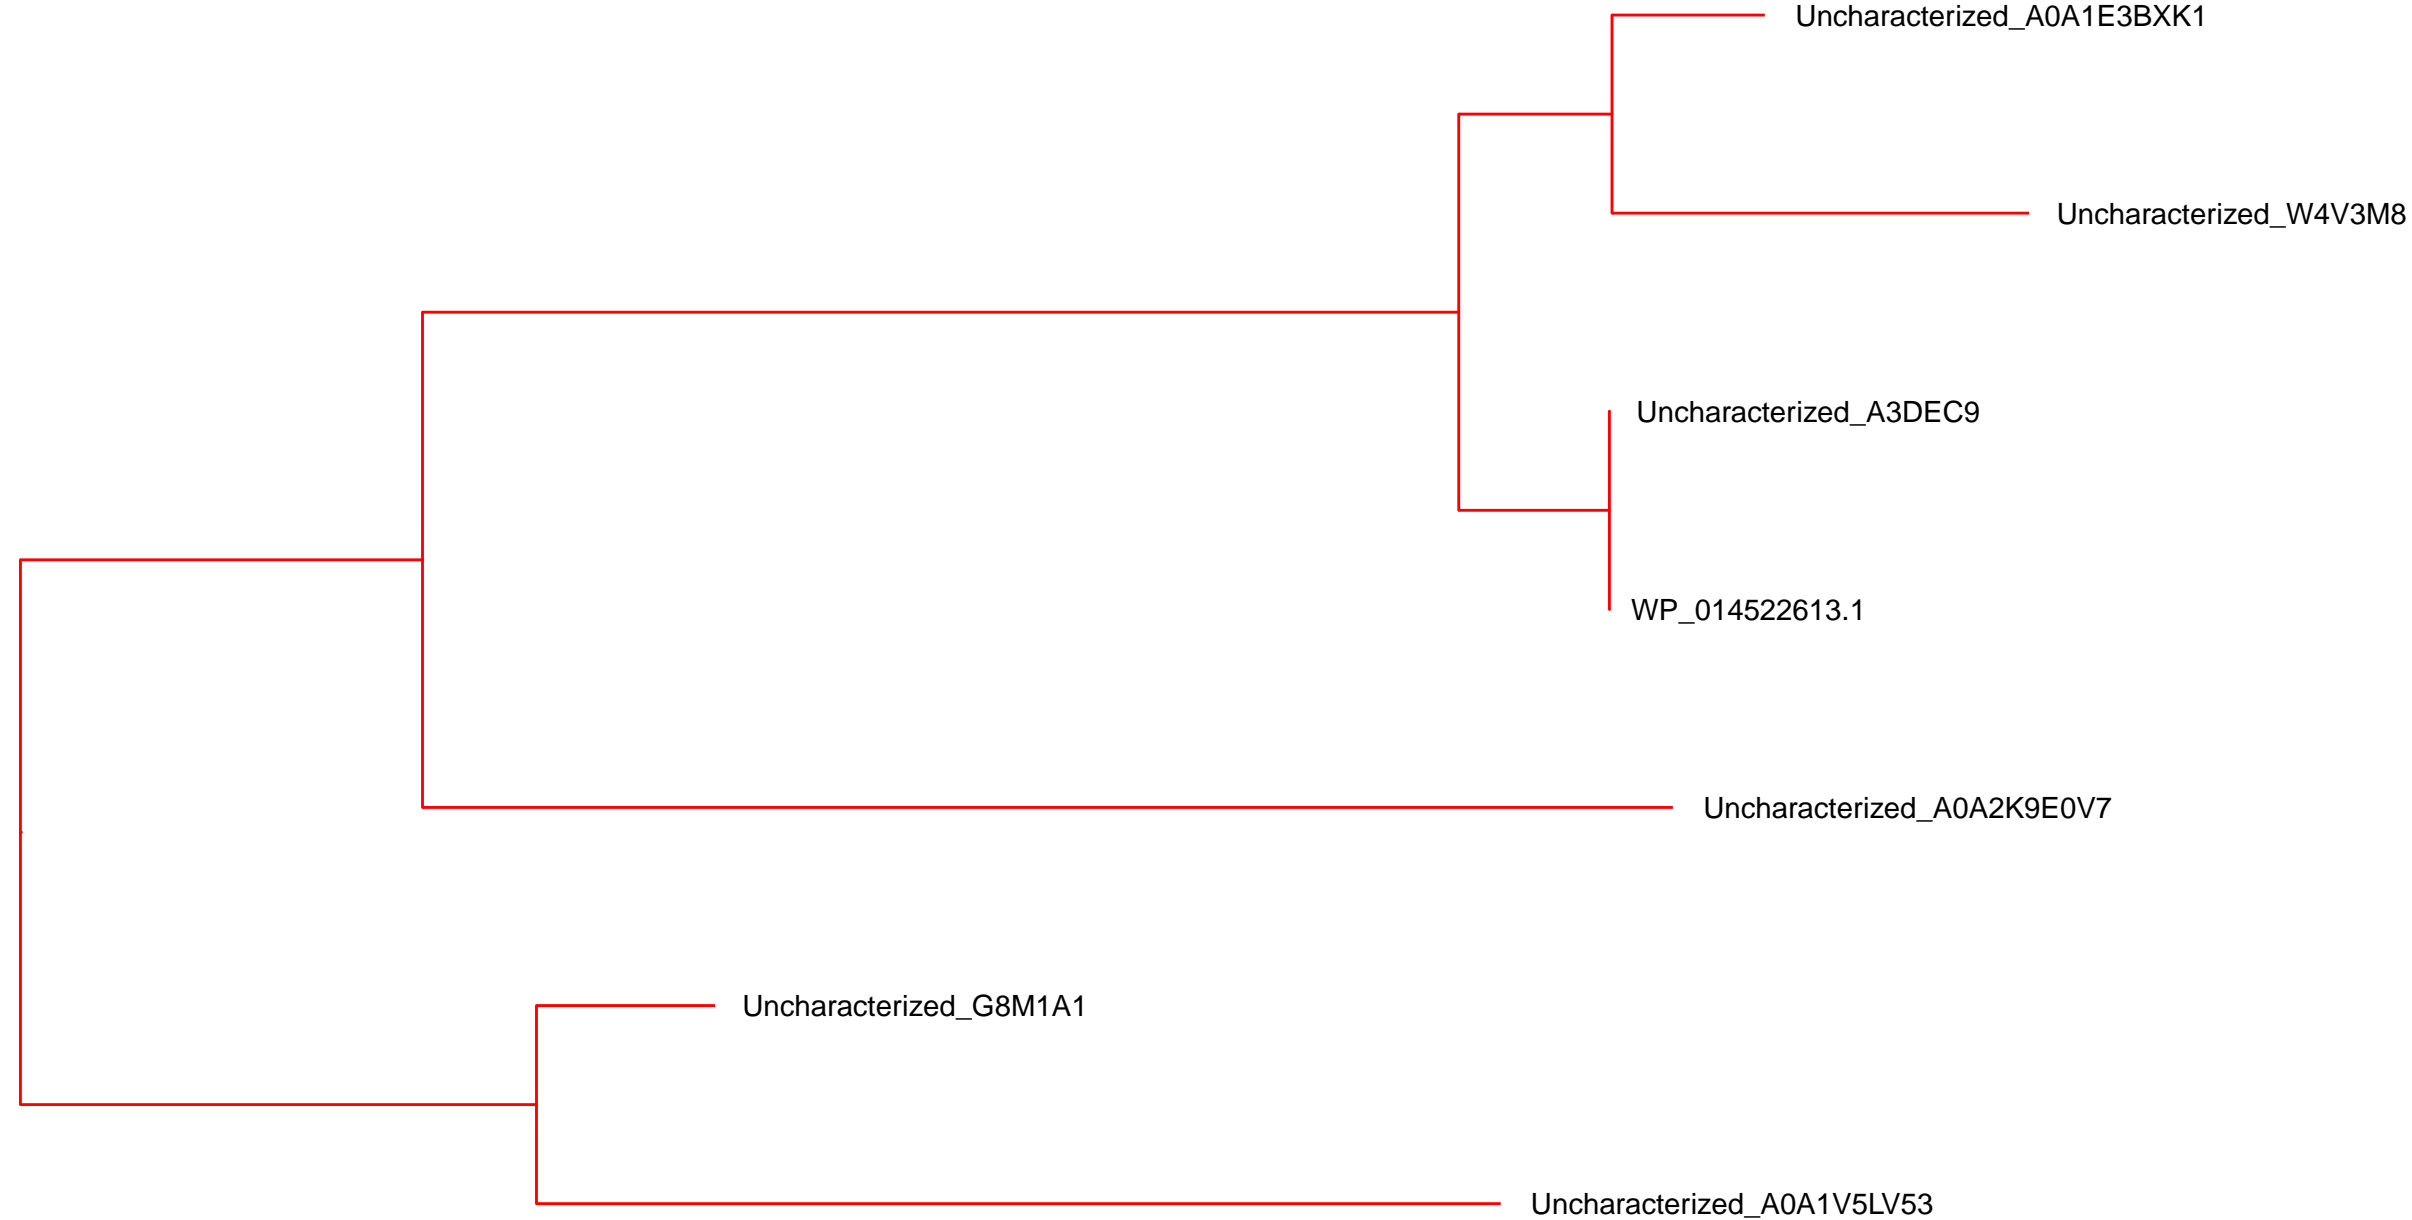 Uncharacterized_A0A1E3BXK1
Uncharacterized_W4V3M8
Uncharacterized_A3DEC9
WP_014522613.1
Uncharacterized_A0A2K9E0V7
Uncharacterized_G8M1A1
Uncharacterized_A0A1V5LV53